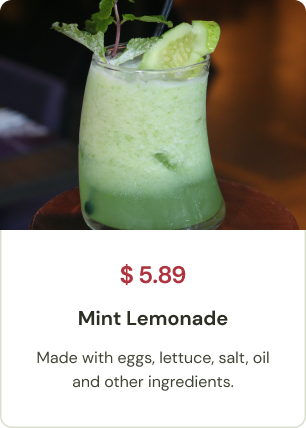 $ 5.89
Mint Lemonade
Made with eggs, lettuce, salt, oil
and other ingredients.